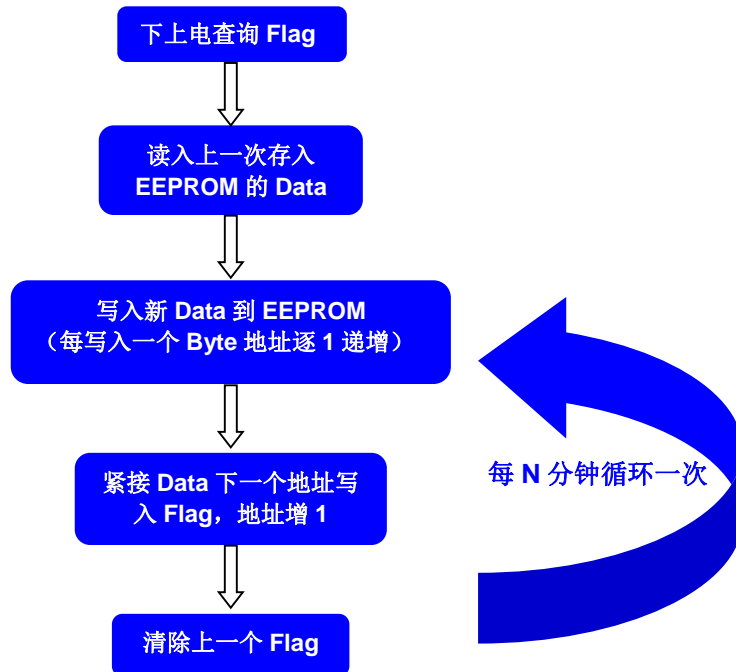 下上电查询 Flag
读入上一次存入
EEPROM 的 Data
写入新 Data 到 EEPROM
（每写入一个 Byte 地址逐 1 递增）
紧接 Data 下一个地址写
入 Flag，地址增 1
每 N 分钟循环一次
清除上一个 Flag